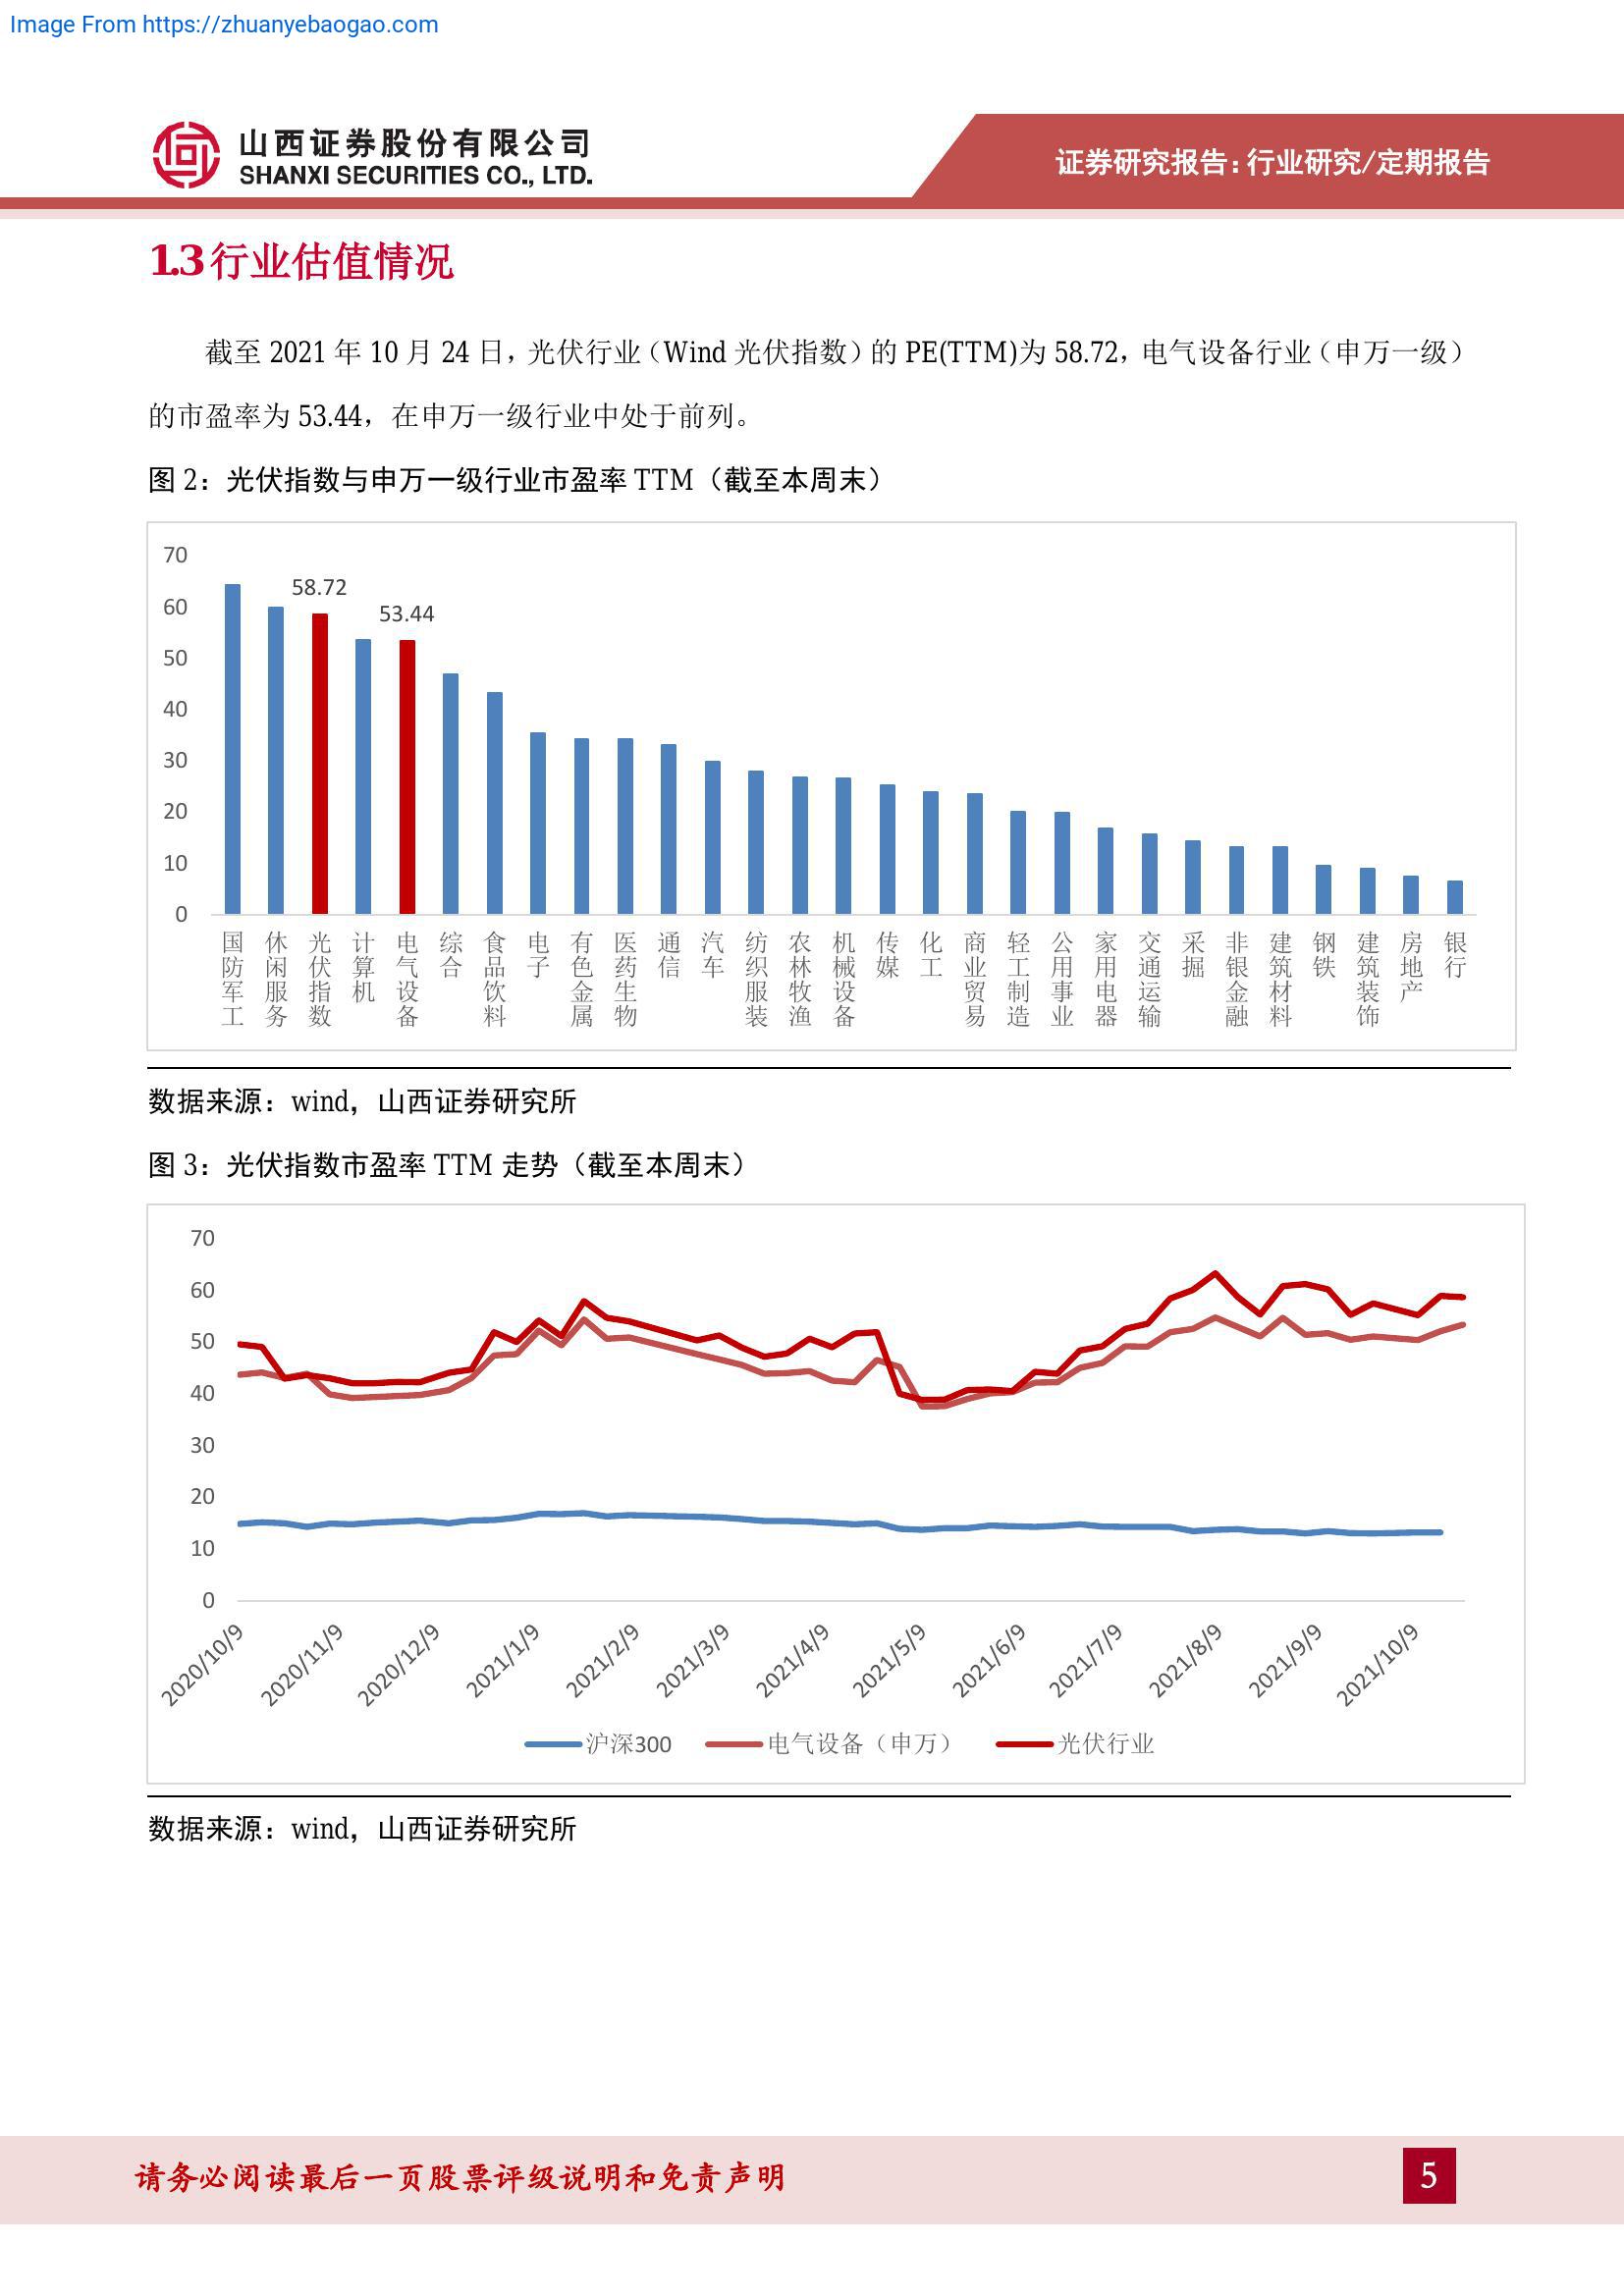 Image From https://zhuanyebaogao.com
山西证券股份有限公司
SHANXI SECURITIES CO., LTD.
证券研究报告：行业研究/定期报告
1.3 行业估值情况
截至 2021 年 10 月 24 日，光伏行业（Wind 光伏指数）的 PE(TTM)为 58.72，电气设备行业（申万一级）
的市盈率为 53.44，在申万一级行业中处于前列。
图 2：光伏指数与申万一级行业市盈率 TTM（截至本周末）
70
60
50
40
30
20
10
0
58.72
53.44
国防军工
休闲服务
光伏指数
计算机
电气设备
综合
食品饮料
电子
有色金属
医药生物
通信
汽车
纺织服装
农林牧渔
机械设备
传媒
化工
商业贸易
轻工制造
公用事业
家用电器
交通运输
采掘
非银金融
建筑材料
钢铁
建筑装饰
房地产
银行
数据来源：wind，山西证券研究所
图 3：光伏指数市盈率 TTM 走势（截至本周末）
70
60
50
40
30
20
10
0
2020/10/9
2020/11/9
2020/12/9
2021/1/9
2021/2/9
2021/3/9
2021/4/9
2021/5/9
2021/6/9
2021/7/9
2021/8/9
2021/9/9
2021/10/9
沪深300
电气设备（申万）
光伏行业
数据来源：wind，山西证券研究所
请务必阅读最后一页股票评级说明和免责声明
5